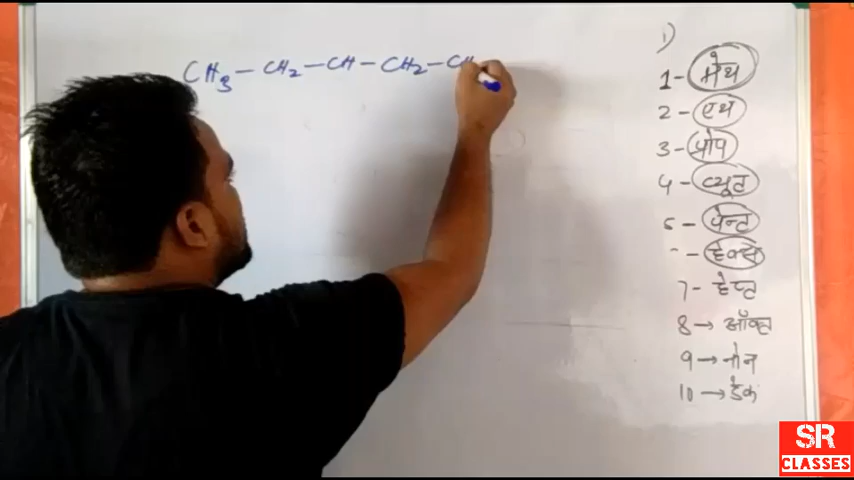 CH3 - CH2 - CH - CH2 - CH
1)
1 - मेथ
2 - एथ
3 - प्रोप
4 - ब्यूट
5 - पेन्ट
- हेक्स
7 - हेप्ट
8 → ऑक्ट
9 → नोन
10 → डेक
SR
CLASSES